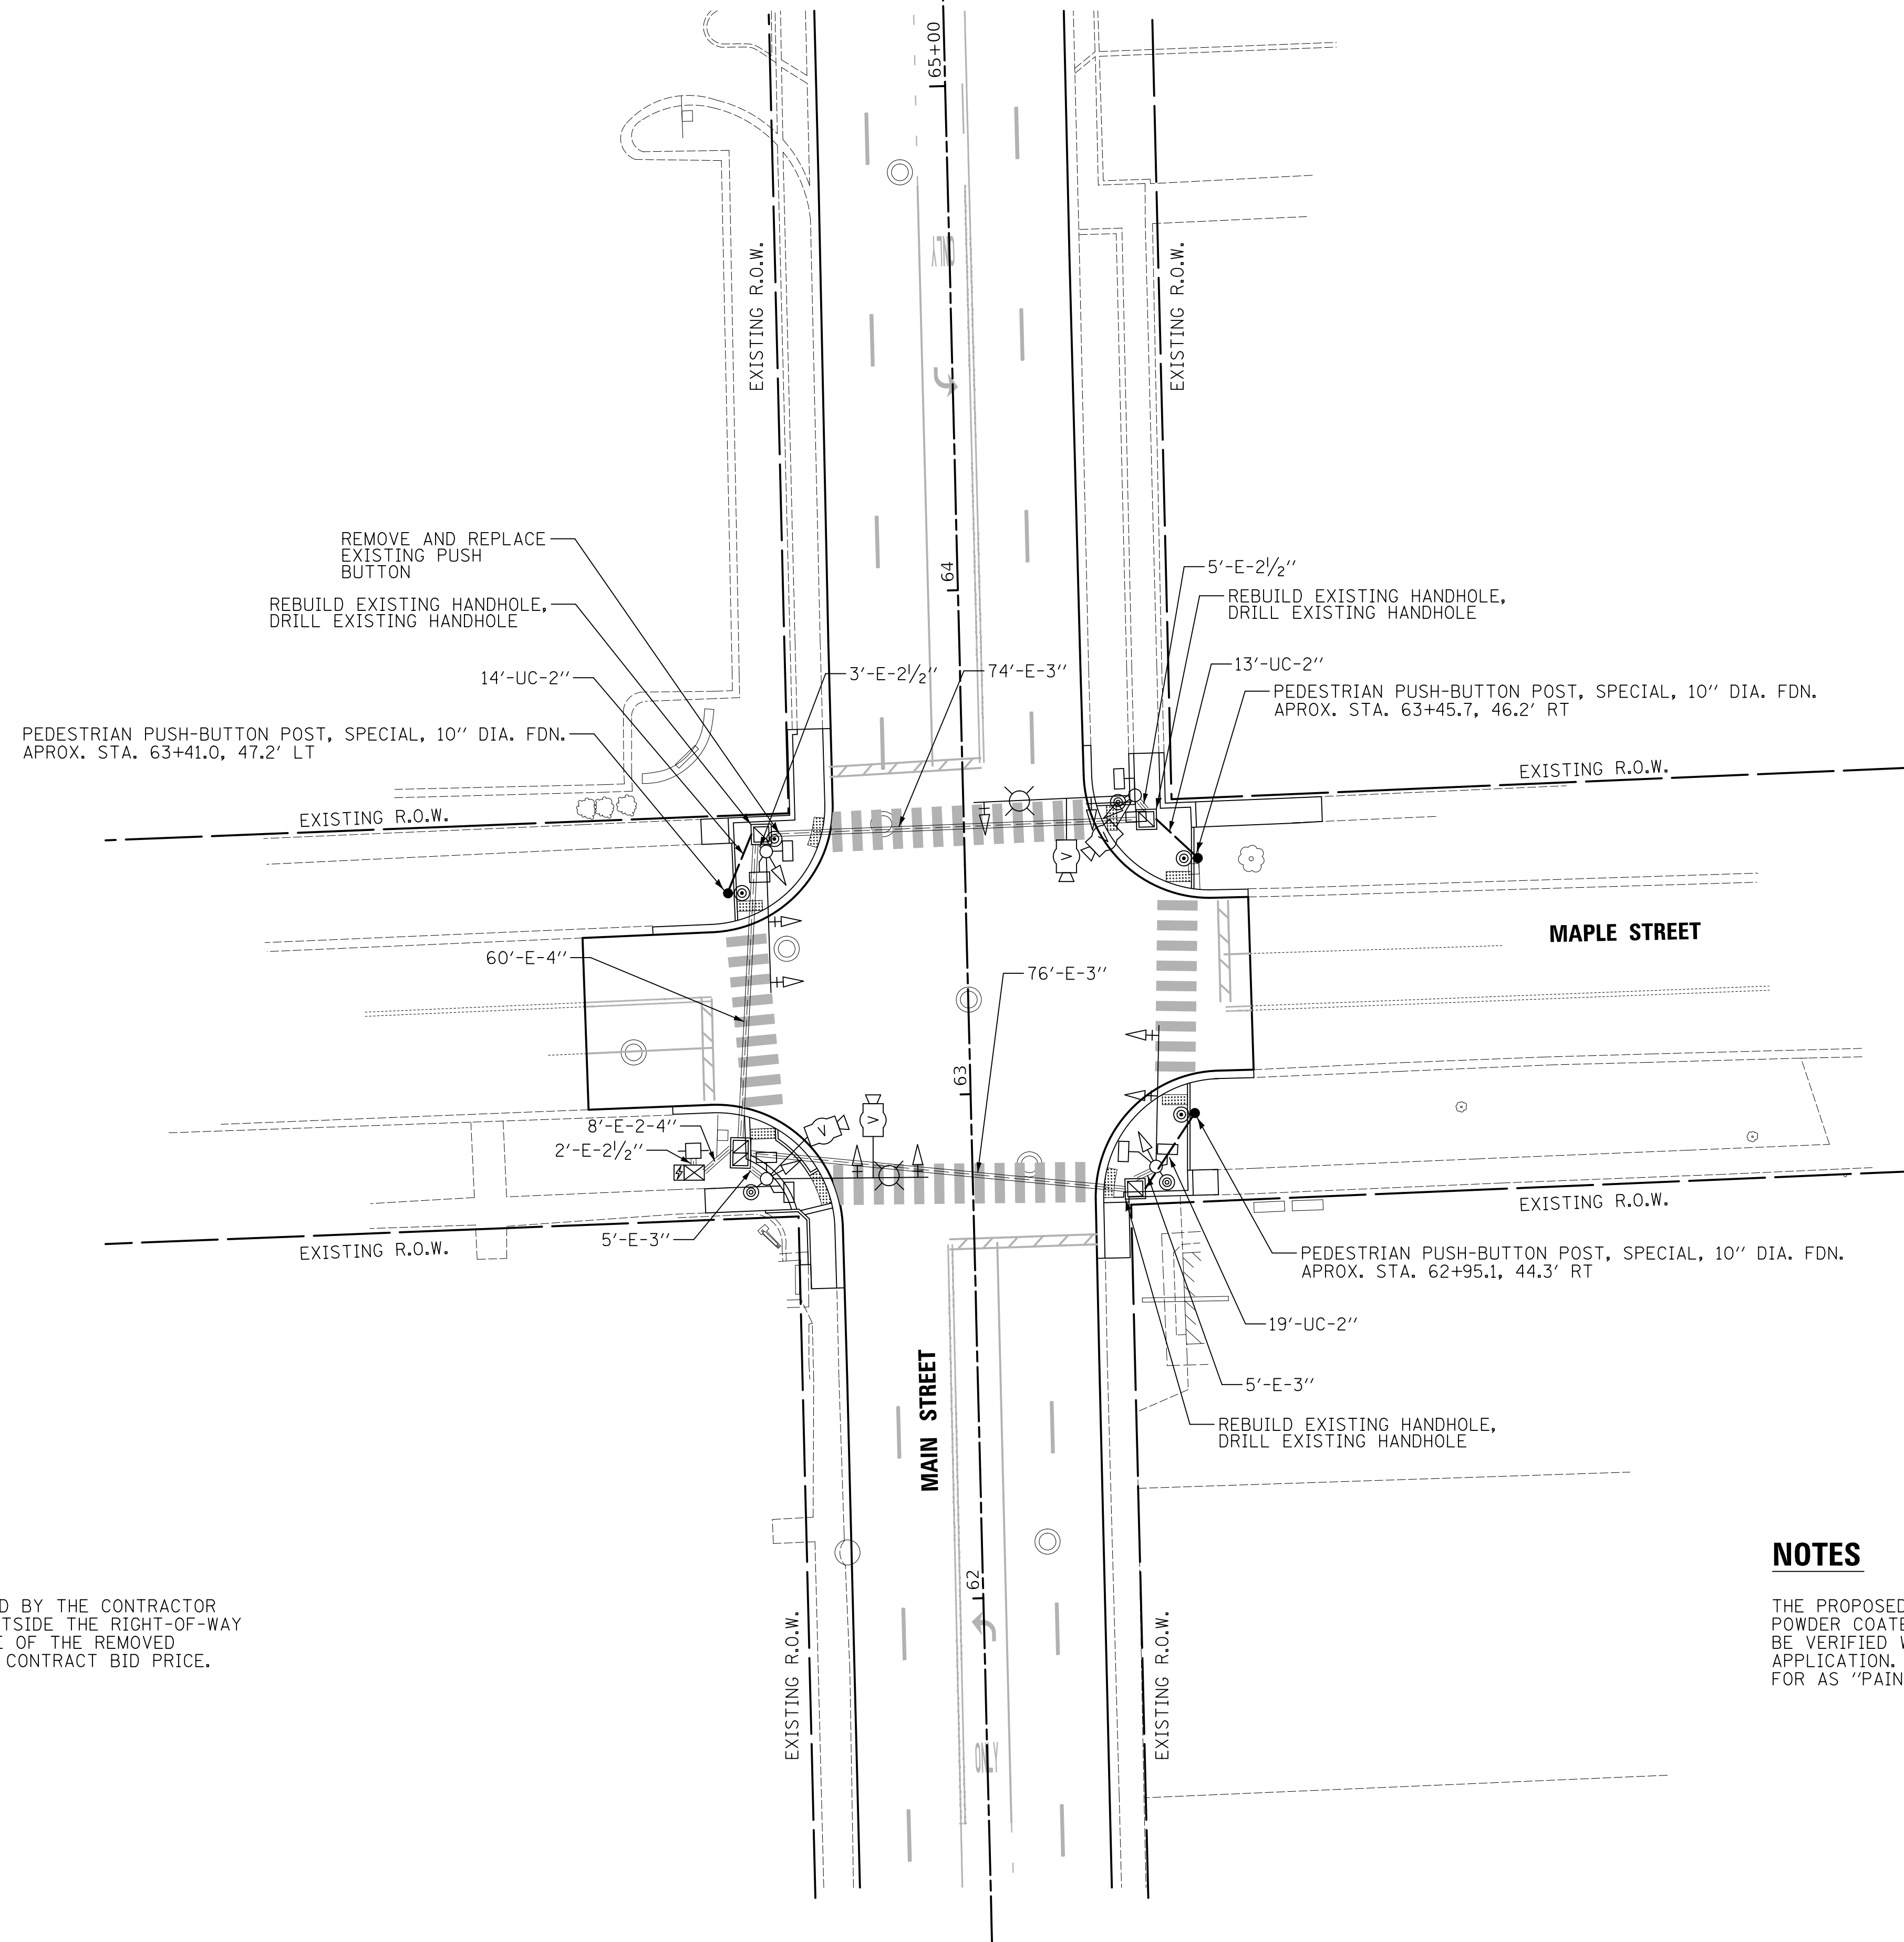 65+00
ONLY
EXISTING R.O.W.
EXISTING R.O.W.
REMOVE AND REPLACE
EXISTING PUSH
BUTTON
64
5'-E-2½"
REBUILD EXISTING HANDHOLE,
DRILL EXISTING HANDHOLE
REBUILD EXISTING HANDHOLE,
DRILL EXISTING HANDHOLE
14'-UC-2"
3'-E-2½"
74'-E-3"
13'-UC-2"
PEDESTRIAN PUSH-BUTTON POST, SPECIAL, 10" DIA. FDN.
APROX. STA. 63+45.7, 46.2' RT
PEDESTRIAN PUSH-BUTTON POST, SPECIAL, 10" DIA. FDN.
APROX. STA. 63+41.0, 47.2' LT
EXISTING R.O.W.
EXISTING R.O.W.
V
MAPLE STREET
60'-E-4"
76'-E-3"
63
V
V
8'-E-2-4"
2'-E-2½"
5'-E-3"
EXISTING R.O.W.
EXISTING R.O.W.
PEDESTRIAN PUSH-BUTTON POST, SPECIAL, 10" DIA. FDN.
APROX. STA. 62+95.1, 44.3' RT
19'-UC-2"
5'-E-3"
REBUILD EXISTING HANDHOLE,
DRILL EXISTING HANDHOLE
MAIN STREET
62
EXISTING R.O.W.
EXISTING R.O.W.
ONLY
D BY THE CONTRACTOR
TSIDE THE RIGHT-OF-WAY
E OF THE REMOVED
CONTRACT BID PRICE.
NOTES
THE PROPOSED
POWDER COATE
BE VERIFIED W
APPLICATION.
FOR AS "PAIN